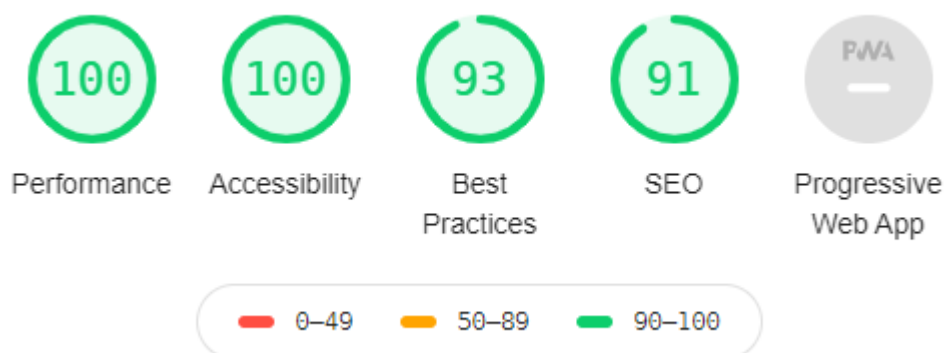 100 100 93 91 PWA
Performance Accessibility Best Practices SEO Progressive Web App
0–49 50–89 90–100